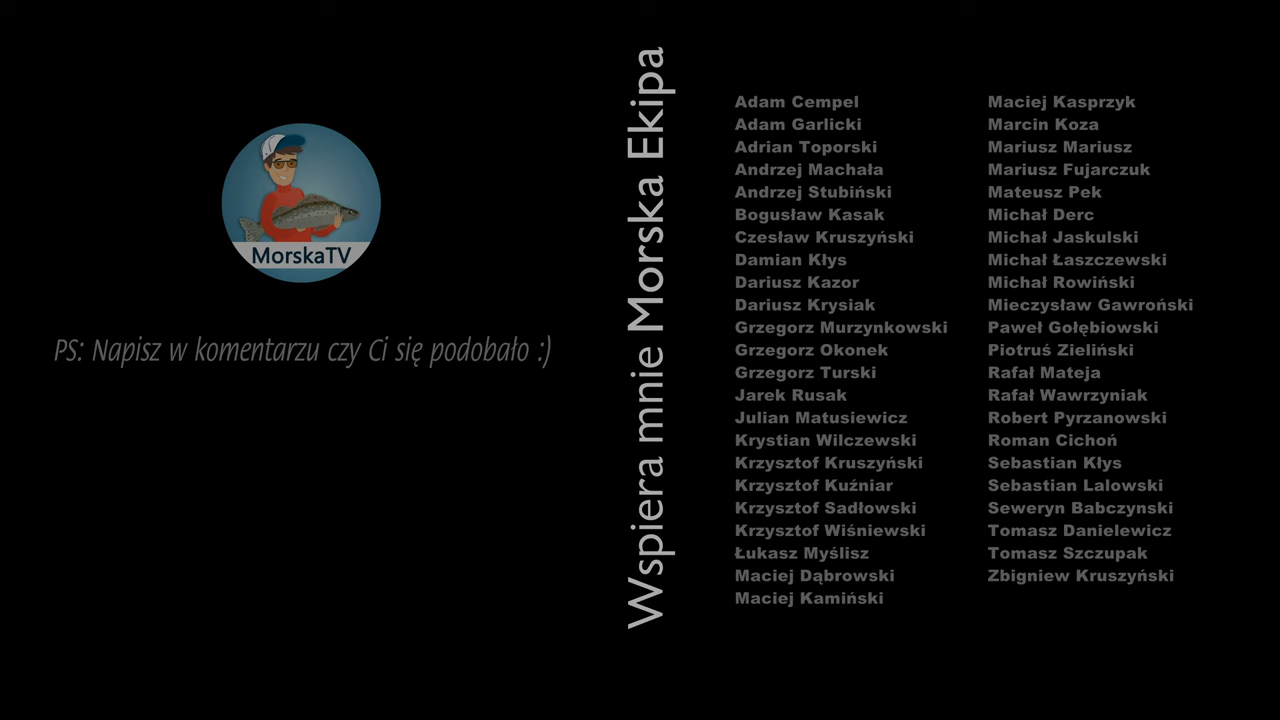 MorskaTV
PS: Napisz w komentarzu czy Ci się podobało :)
Wspiera mnie Morska Ekipa
Adam Cempel
Adam Garlicki
Adrian Toporski
Andrzej Machała
Andrzej Stubiński
Bogusław Kasak
Czesław Kruszyński
Damian Kłys
Dariusz Kazor
Dariusz Krysiak
Grzegorz Murzynkowski
Grzegorz Okonek
Grzegorz Turski
Jarek Rusak
Julian Matusiewicz
Krystian Wilczewski
Krzysztof Kruszyński
Krzysztof Kuźniar
Krzysztof Sadłowski
Krzysztof Wiśniewski
Łukasz Myślisz
Maciej Dąbrowski
Maciej Kamiński
Maciej Kasprzyk
Marcin Koza
Mariusz Mariusz
Mariusz Fujarczuk
Mateusz Pek
Michał Derc
Michał Jaskulski
Michał Łaszczewski
Michał Rowiński
Mieczysław Gawroński
Paweł Gołębiowski
Piotruś Zieliński
Rafał Mateja
Rafał Wawrzyniak
Robert Pyrzanowski
Roman Cichoń
Sebastian Kłys
Sebastian Lalowski
Seweryn Babczynski
Tomasz Danielewicz
Tomasz Szczupak
Zbigniew Kruszyński